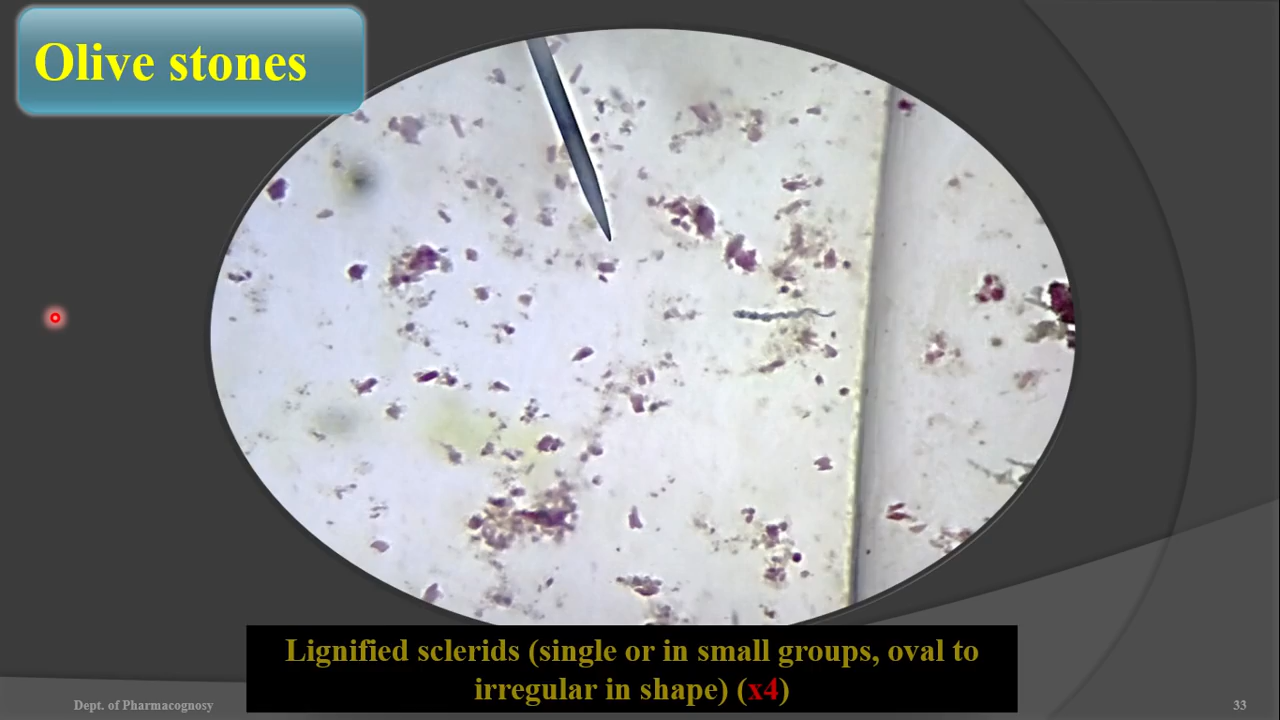 Olive stones
Lignified sclerids (single or in small groups, oval to
irregular in shape) (x4)
Dept. of Pharmacognosy
33